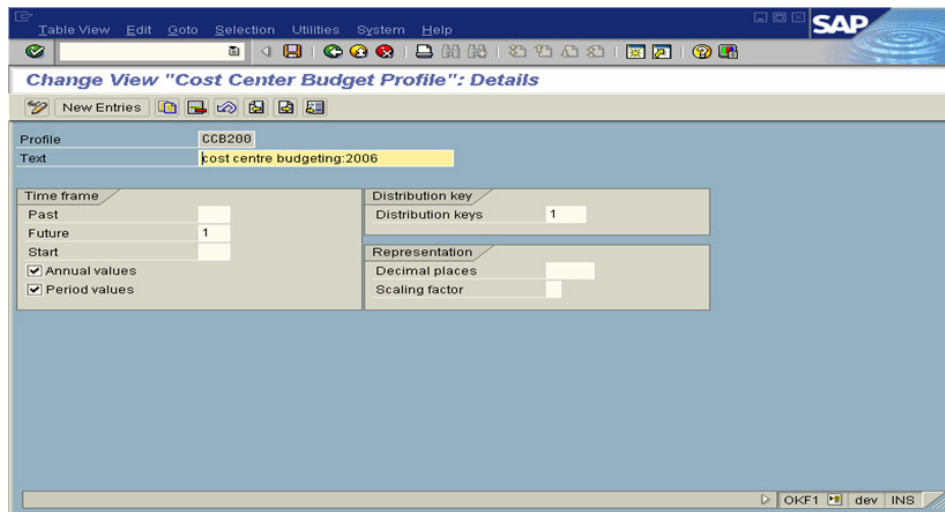 Table View Edit Goto Selection Utilities System Help
SAP
Change View "Cost Center Budget Profile": Details
New Entries
Profile CCB200
Text cost centre budgeting:2006
Time frame Distribution key
Past Distribution keys 1
Future 1
Start Representation
Annual values Decimal places
Period values Scaling factor
OKF1 dev INS